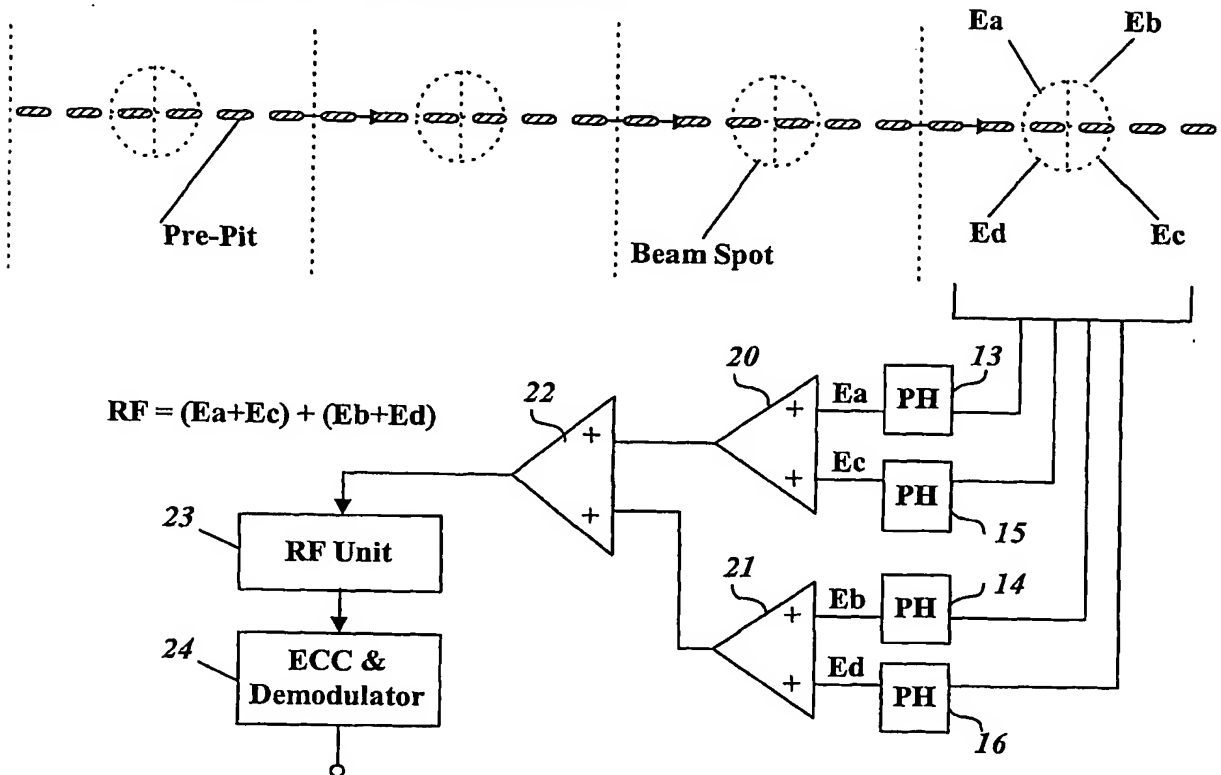 Ea
Eb
Pre-Pit
Beam Spot
Ed
Ec
RF = (Ea+Ec) + (Eb+Ed)
22
20
Ea
PH
13
Ec
PH
15
23
RF Unit
21
Eb
PH
14
Ed
PH
16
24
ECC &
Demodulator